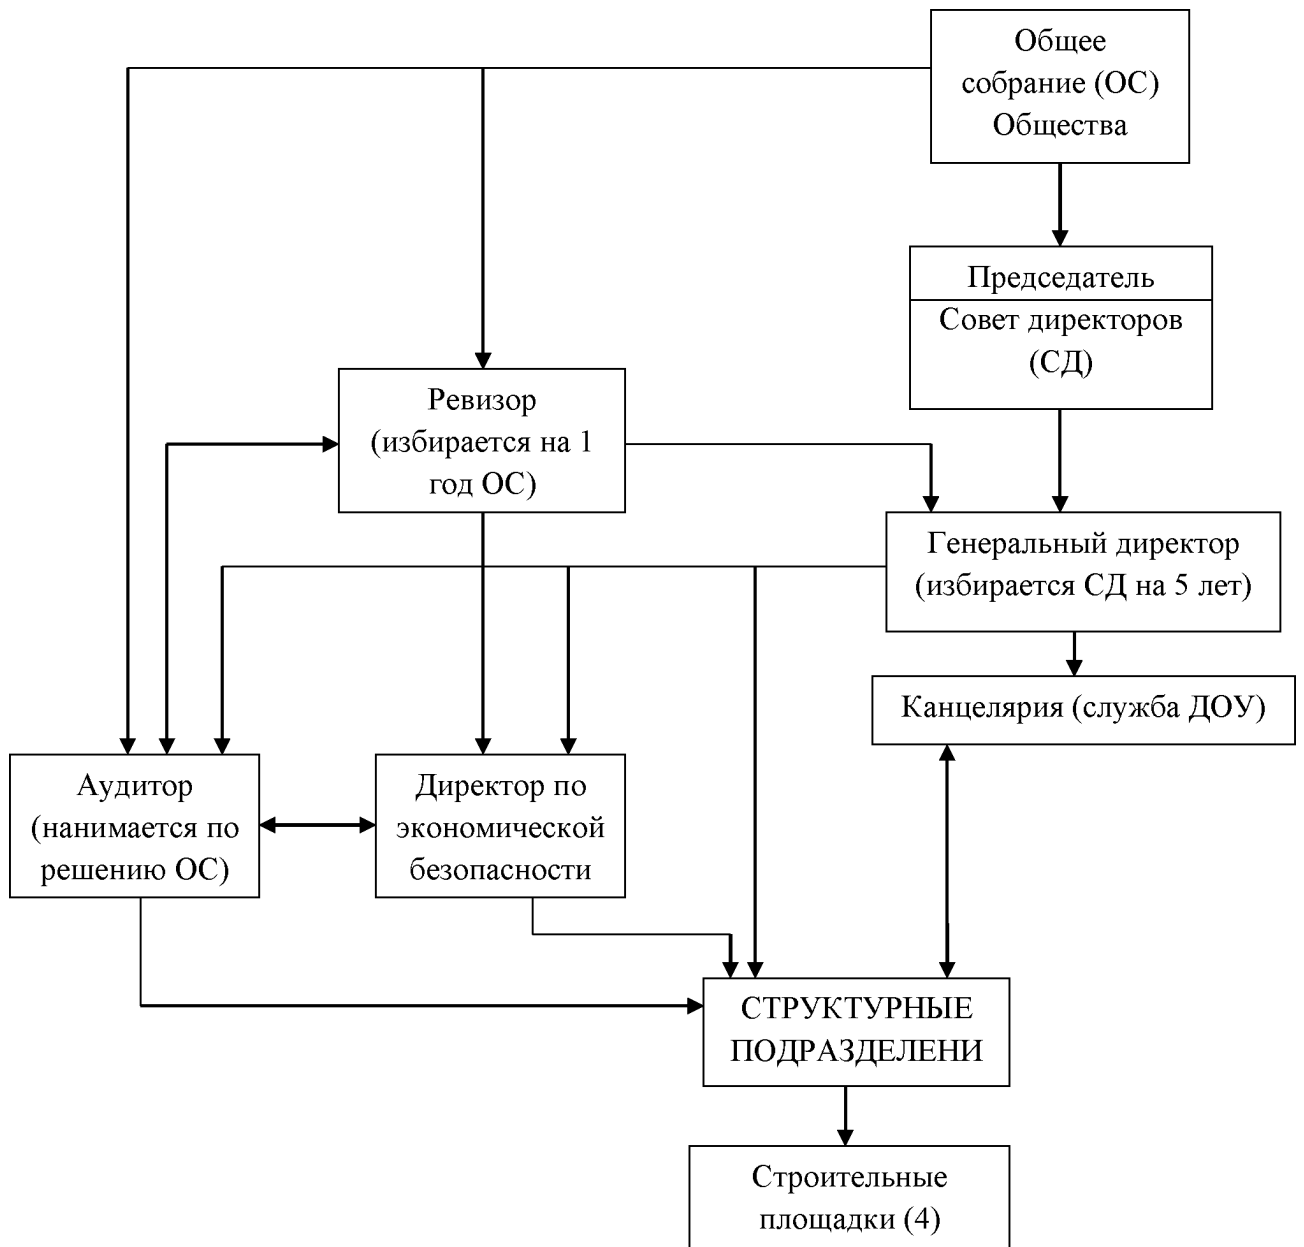 Общее
собрание (ОС)
Общества
Председатель
Совет директоров
(СД)
Ревизор
(избирается на 1
год ОС)
Генеральный директор
(избирается СД на 5 лет)
Канцелярия (служба ДОУ)
Аудитор
(нанимается по
решению ОС)
Директор по
экономической
безопасности
СТРУКТУРНЫЕ
ПОДРАЗДЕЛЕНИ
Строительные
площадки (4)